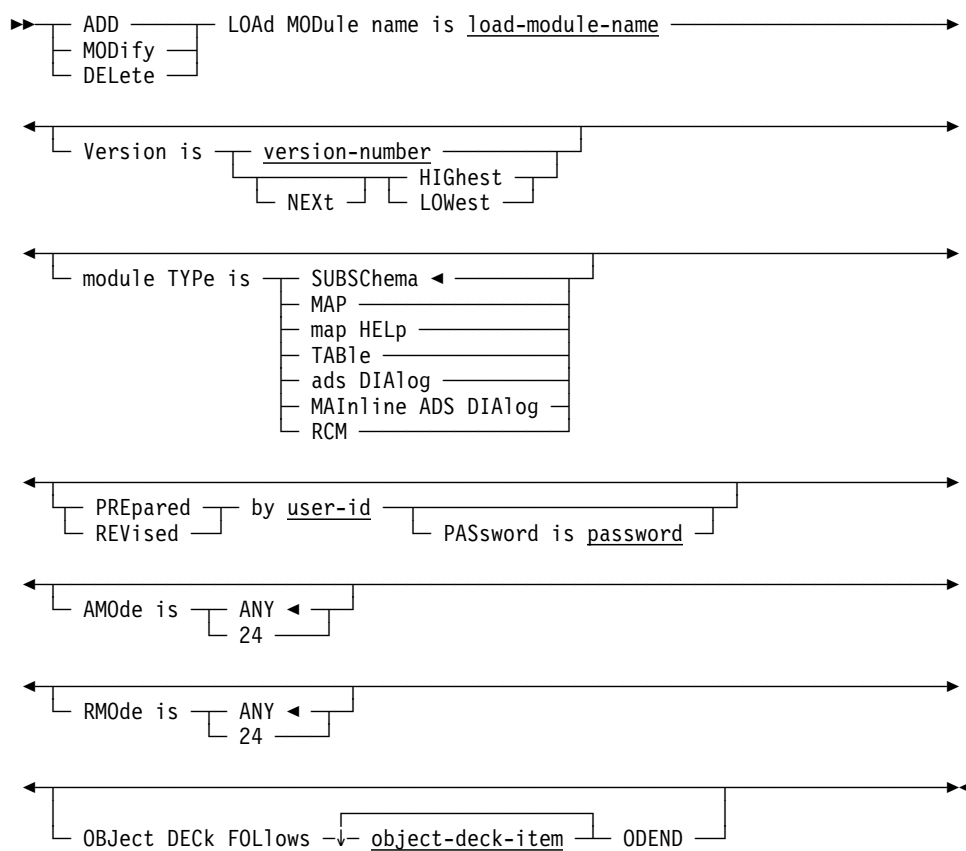 ADD LOAd MODule name is load-module-name
MODify
DELete
Version is version-number
HIGhest
NEXt LOWest
module TYPe is SUBSChema
MAP
map HELp
TABle
ads DIAlog
MAInline ADS DIAlog
RCM
PREpared by user-id
REVised PASsword is password
AMOde is ANY
24
RMOde is ANY
24
OBJect DECk FOLlows object-deck-item ODEND